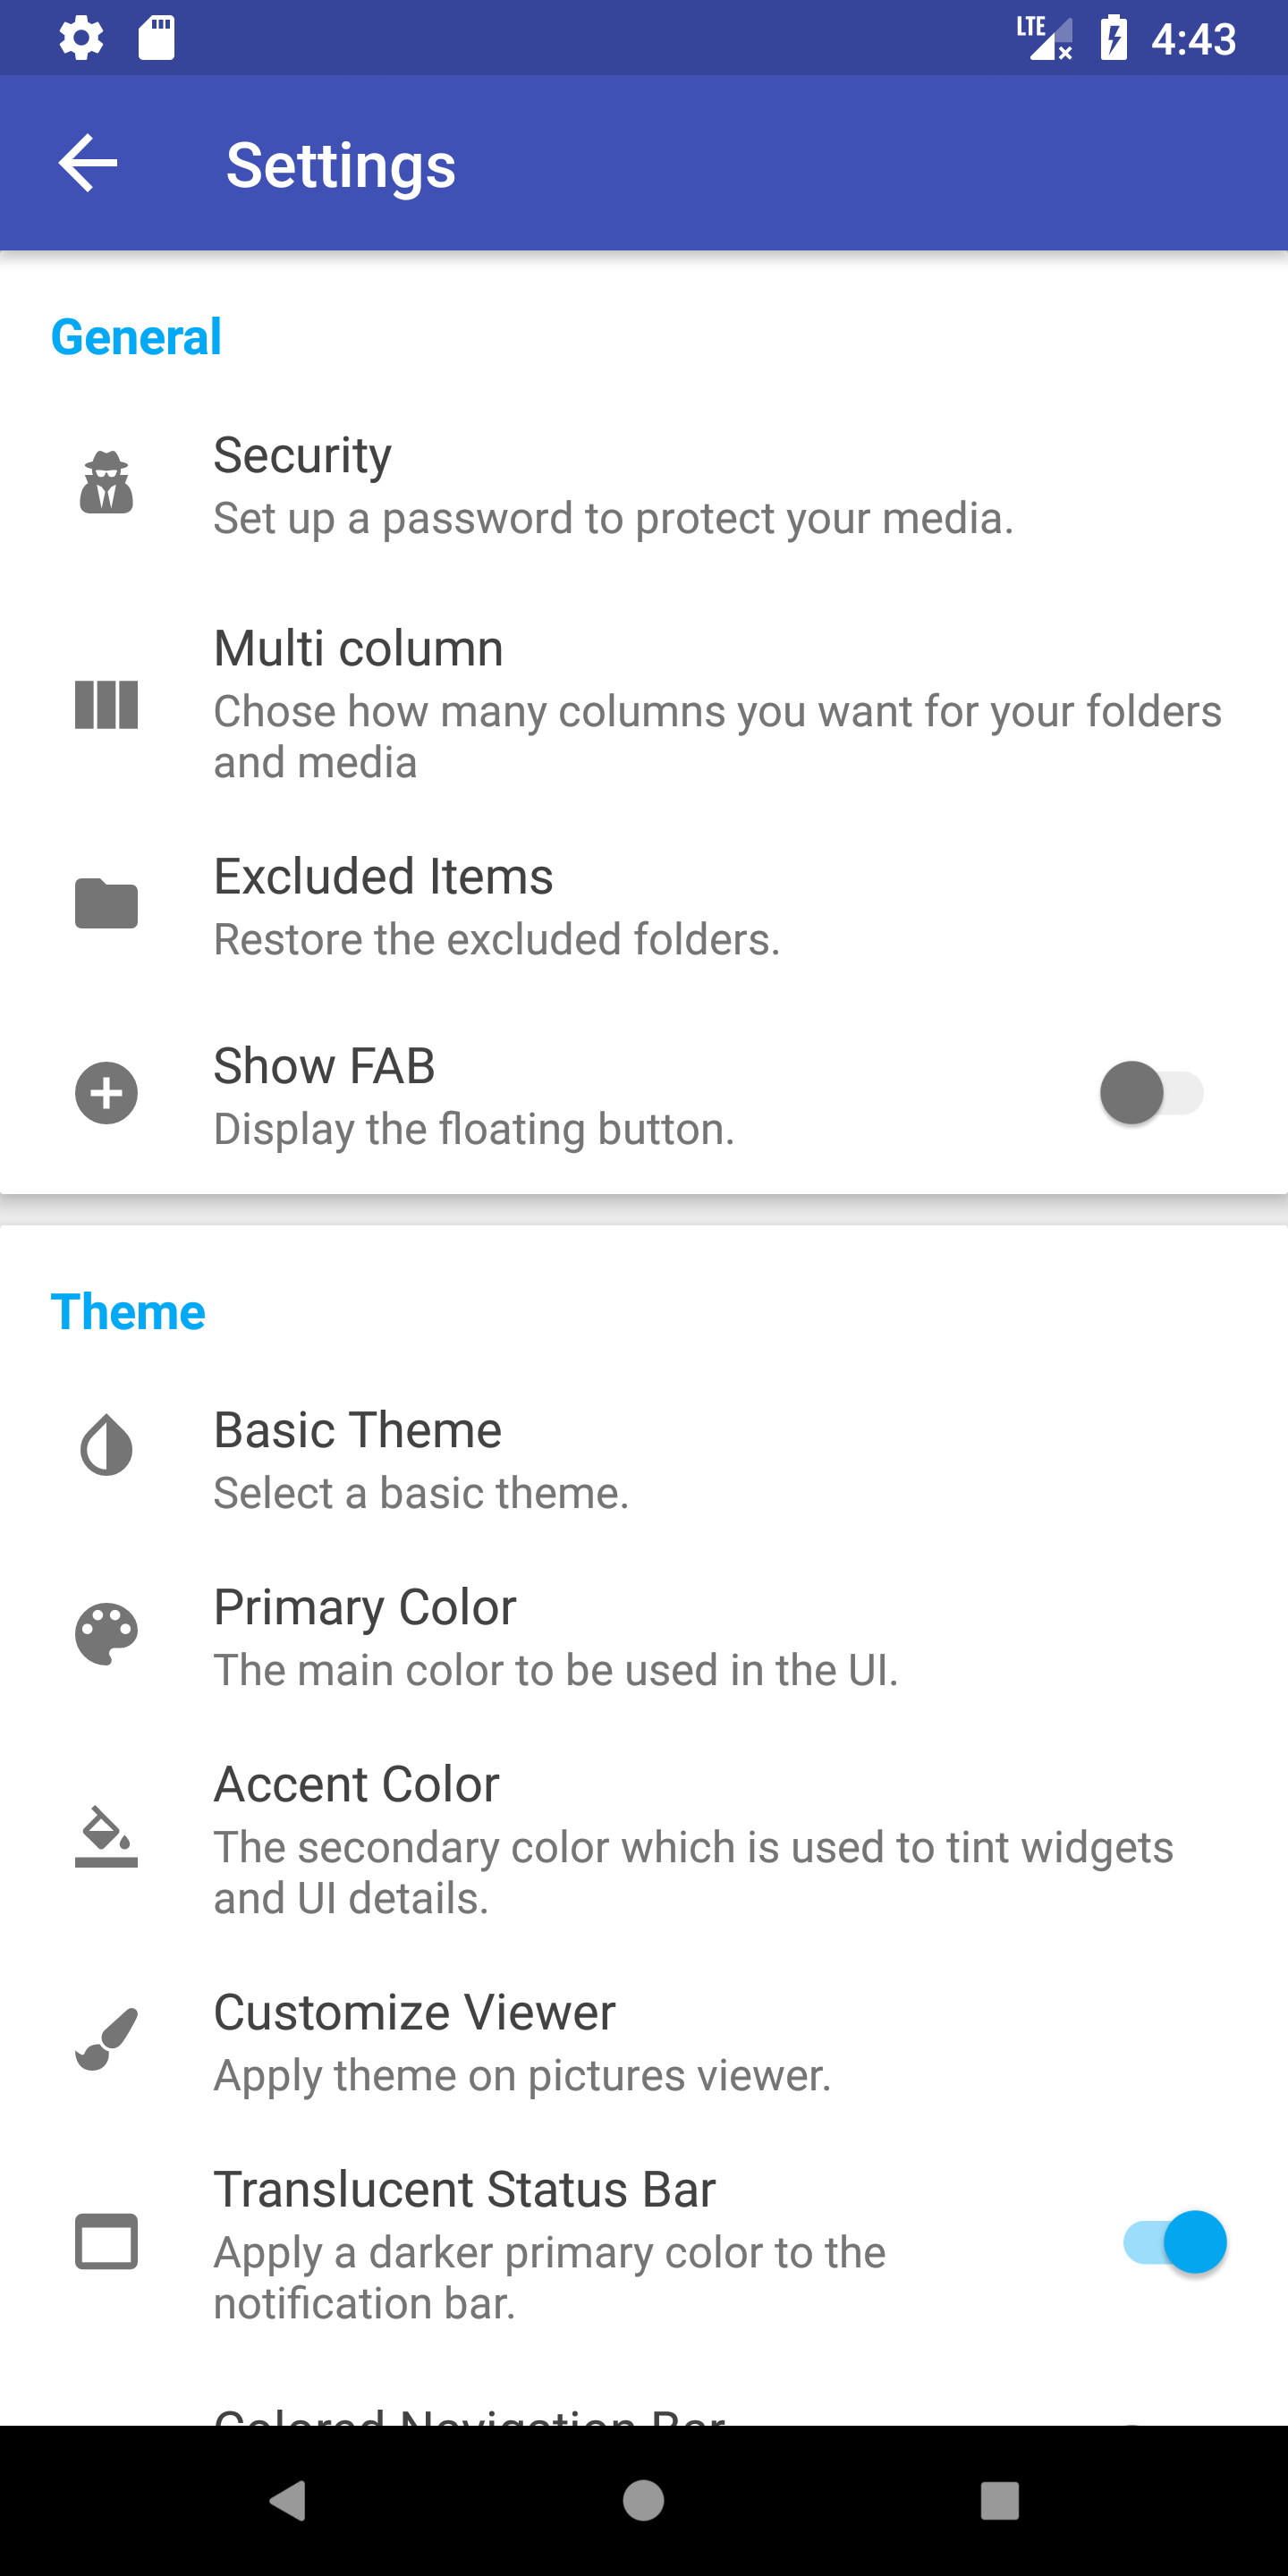 LTE 4:43
Settings
General
Security
Set up a password to protect your media.
Multi column
Chose how many columns you want for your folders
and media
Excluded Items
Restore the excluded folders.
Show FAB
Display the floating button.
Theme
Basic Theme
Select a basic theme.
Primary Color
The main color to be used in the UI.
Accent Color
The secondary color which is used to tint widgets
and UI details.
Customize Viewer
Apply theme on pictures viewer.
Translucent Status Bar
Apply a darker primary color to the
notification bar.
Colored Navigation Bar